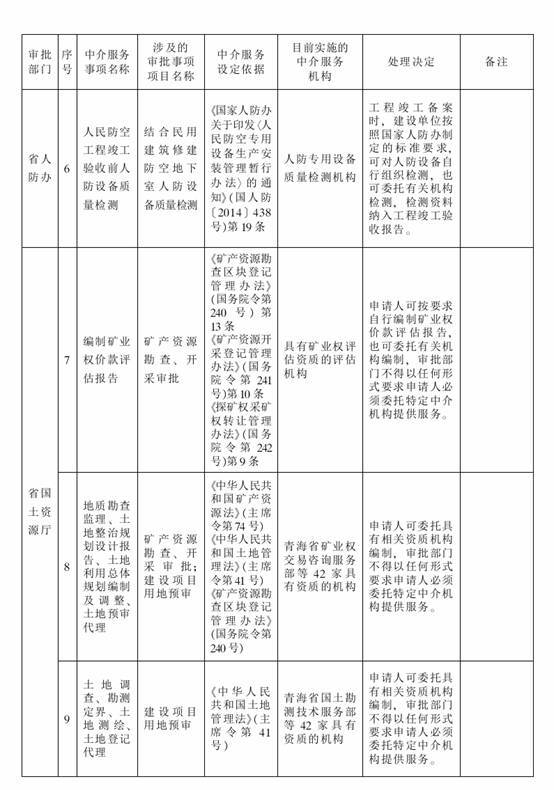 审批部门
序号
中介服务事项名称
涉及的审批事项项目名称
中介服务设定依据
目前实施的中介服务机构
处理决定
备注
省人防办
6
人民防空
工程竣工
验收前人
防设备质
量检测
结合民用
建筑修建
防空地下
室人防设
备质量检测
《国家人防办
关于印发〈人
民防空专用
设备生产安
装管理暂行
办法〉的通
知》(国人防
〔2014〕438
号)第19条
人防专用设备
质量检测机构
工程竣工备案
时，建设单位按
照国家人防办制
定的标准要求，
可对人防设备自
行组织检测，也
可委托有关机构
检测，检测资料
纳入工程竣工验
收报告。
省国土资源厅
7
编制矿业
权价款评
估报告
矿产资源
勘查、开
采审批
《矿产资源勘
查区块登记
管理办法》
(国务院令第
240号)第
13条
《矿产资源开
采登记管理
办法》(国务
院令第241
号)第10条
《探矿权采矿
权转让管理
办法》(国务
院令第242
号)第9条
具有矿业权评
估资质的评估
机构
申请人可按要求
自行编制矿业权
价款评估报告，
也可委托有关机
构编制，审批部
门不得以任何形
式要求申请人必
须委托特定中介
机构提供服务。
8
地质勘查
监理、土地
整治规划
设计报告、
土地利用总体
规划编制
及调整、
土地预审
代理
矿产资源
勘查、开
采审批；
建设项目
用地预审
《中华人民共
和国矿产资
源法》(主席
令第74号)
《中华人民共
和国土地管
理法》(主席
令第41号)
《矿产资源勘
查区块登记
管理办法》
(国务院令第
240号)
青海省矿业权
交易咨询服务
部等42家具
有资质的机构
申请人可委托具
有相关资质机构
编制，审批部门
不得以任何形式
要求申请人必须
委托特定中介机
构提供服务。
9
土地调
查、勘测
定界、土
地测绘、
土地登记
代理
建设项目
用地预审
《中华人民
共和国土地
管理法》(主
席令第41
号)
青海省国土勘
测技术服务部
等42家具有
资质的机构
申请人可委托具
有相关资质机构
编制，审批部门
不得以任何形式
要求申请人必须
委托特定中介机
构提供服务。